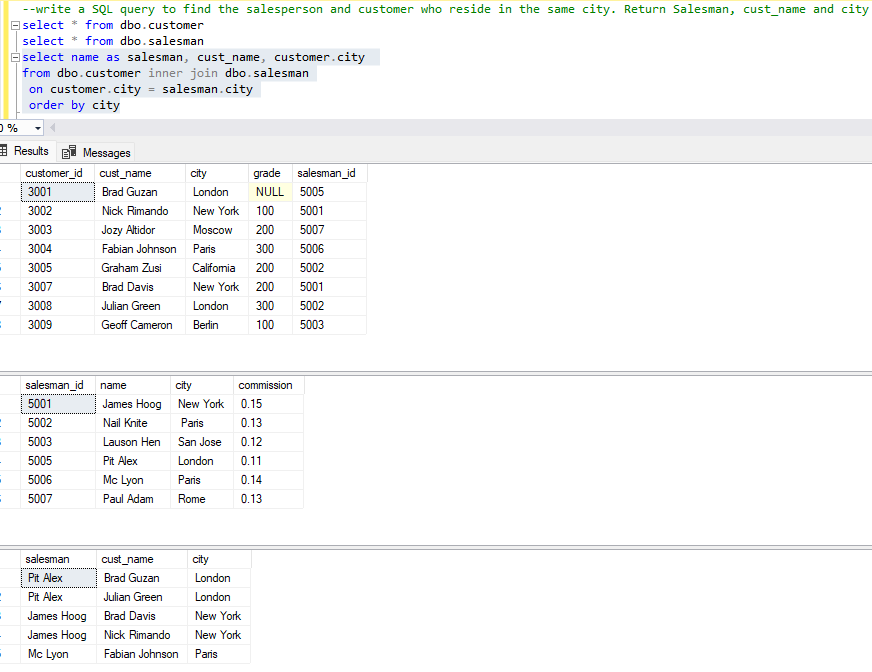 --write a SQL query to find the salesperson and customer who reside in the same city. Return Salesman, cust_name and city
select * from dbo.customer
select * from dbo.salesman
select name as salesman, cust_name, customer.city
from dbo.customer inner join dbo.salesman
on customer.city = salesman.city
order by city
0 %
Results Messages
customer_id cust_name city grade salesman_id
3001 Brad Guzan London NULL 5005
3002 Nick Rimando New York 100 5001
3003 Jozy Altidor Moscow 200 5007
3004 Fabian Johnson Paris 300 5006
3005 Graham Zusi California 200 5002
3007 Brad Davis New York 200 5001
3008 Julian Green London 300 5002
3009 Geoff Cameron Berlin 100 5003
salesman_id name city commission
5001 James Hoog New York 0.15
5002 Nail Knite Paris 0.13
5003 Lauson Hen San Jose 0.12
5005 Pit Alex London 0.11
5006 Mc Lyon Paris 0.14
5007 Paul Adam Rome 0.13
salesman cust_name city
Pit Alex Brad Guzan London
Pit Alex Julian Green London
James Hoog Brad Davis New York
James Hoog Nick Rimando New York
Mc Lyon Fabian Johnson Paris